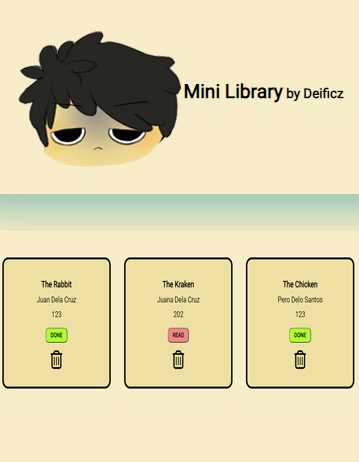 Mini Library by Deificz
The Rabbit
Juan Dela Cruz
123
DONE
The Kraken
Juana Dela Cruz
202
READ
The Chicken
Pero Delo Santos
123
DONE